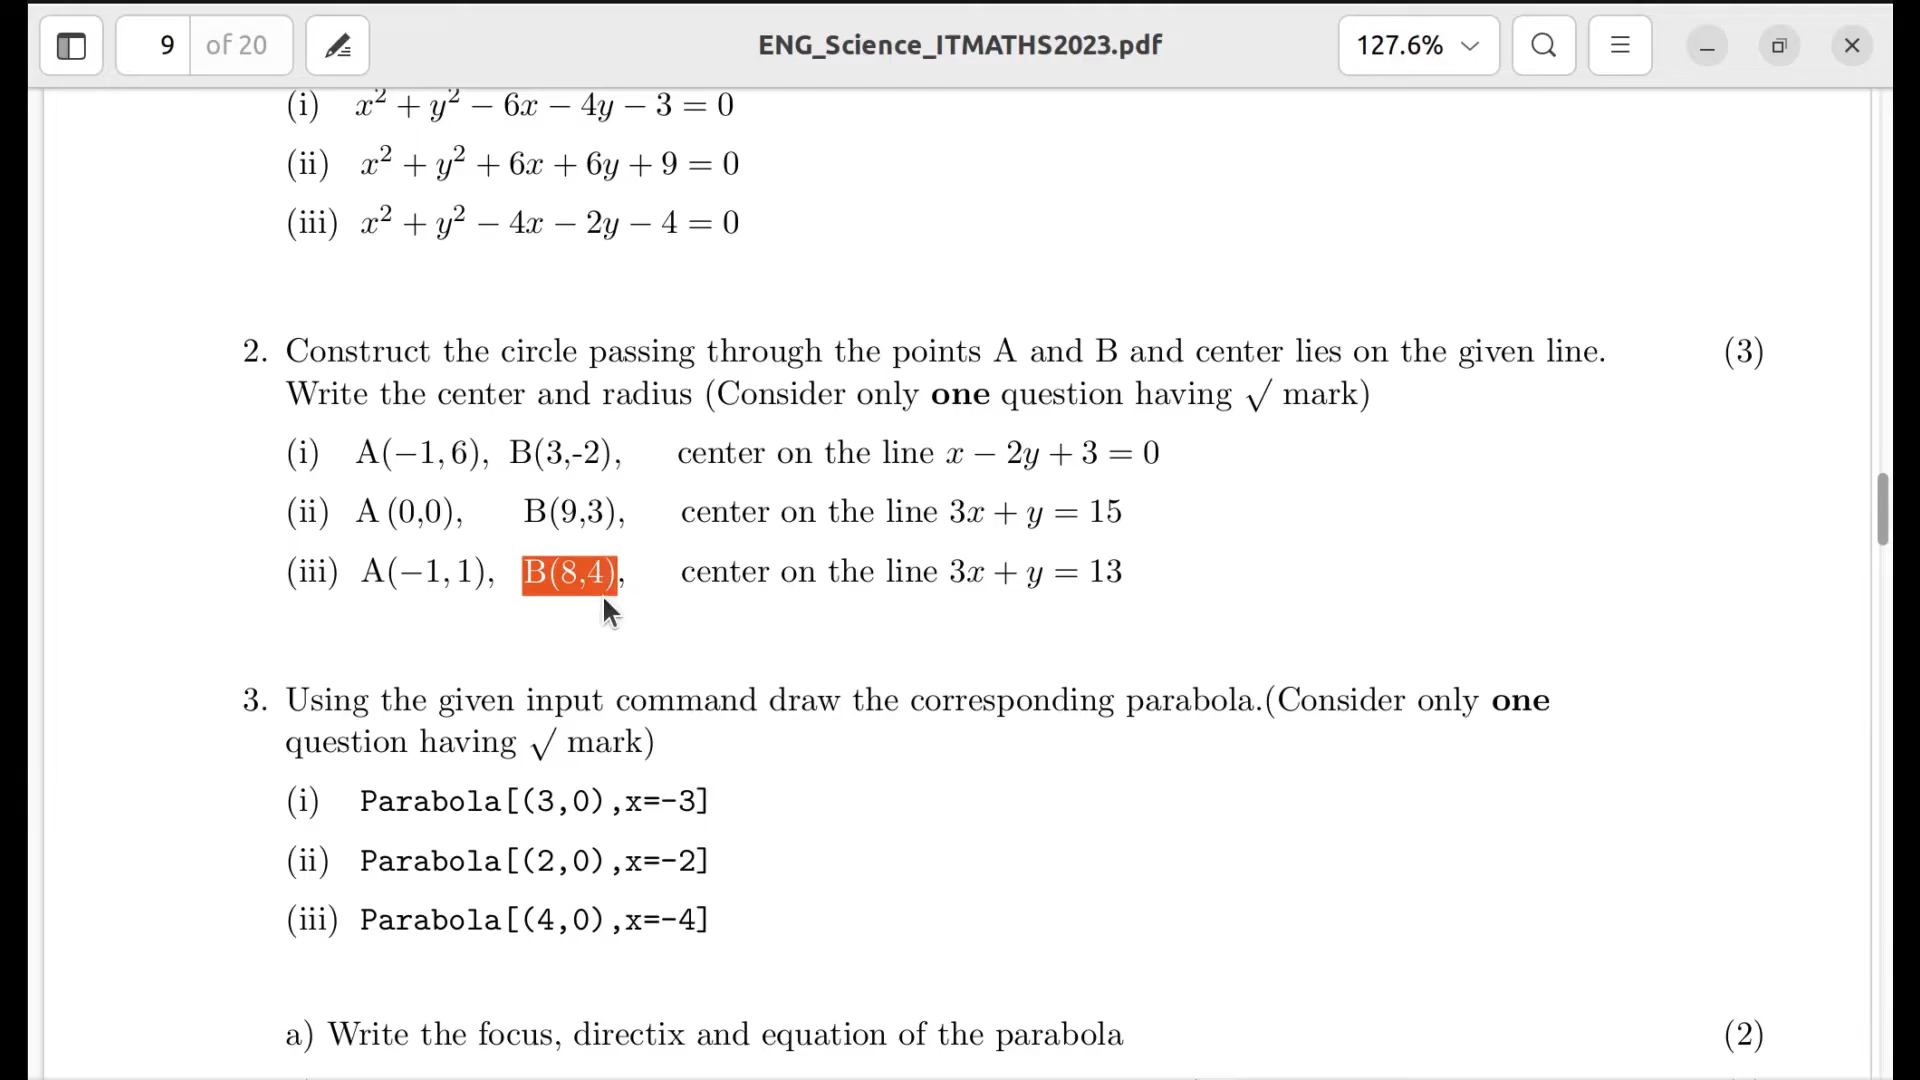 9 of 20 ENG_Science_ITMATHS2023.pdf 127.6%
(i) x² + y² − 6x − 4y − 3 = 0
(ii) x² + y² + 6x + 6y + 9 = 0
(iii) x² + y² − 4x − 2y − 4 = 0
2. Construct the circle passing through the points A and B and center lies on the given line. (3)
Write the center and radius (Consider only one question having √ mark)
(i) A(−1, 6), B(3,-2), center on the line x − 2y + 3 = 0
(ii) A (0,0), B(9,3), center on the line 3x + y = 15
(iii) A(−1, 1), B(8,4), center on the line 3x + y = 13
3. Using the given input command draw the corresponding parabola.(Consider only one
question having √ mark)
(i) Parabola[(3,0),x=-3]
(ii) Parabola[(2,0),x=-2]
(iii) Parabola[(4,0),x=-4]
a) Write the focus, directix and equation of the parabola (2)